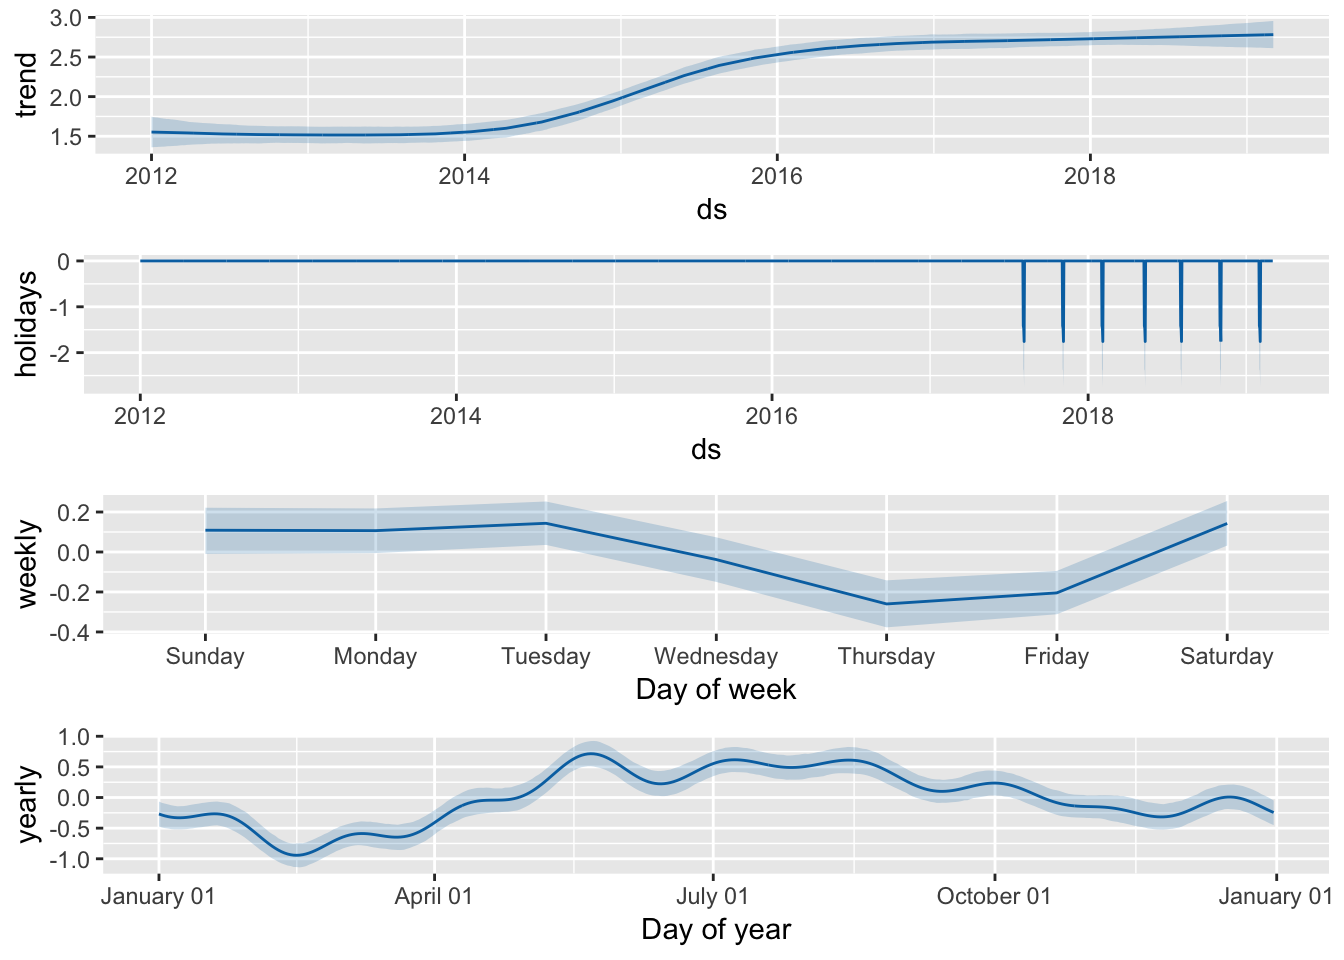 trend
3.0
2.5
2.0
1.5
2012 2014 2016 2018
ds
holidays
0
-1
-2
2012 2014 2016 2018
ds
weekly
0.2
0.0
-0.2
-0.4
Sunday Monday Tuesday Wednesday Thursday Friday Saturday
Day of week
yearly
1.0
0.5
0.0
-0.5
-1.0
January 01 April 01 July 01 October 01 January 01
Day of year